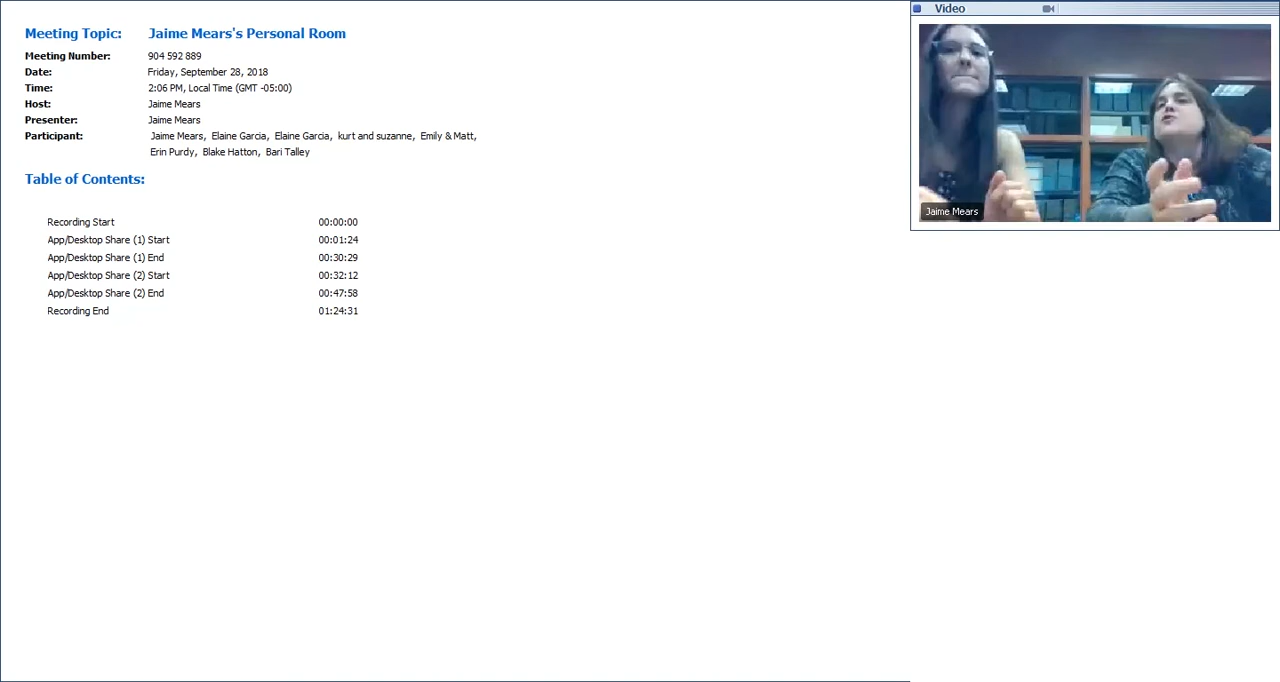 Meeting Topic: Jaime Mears's Personal Room
Meeting Number: 904 592 889
Date: Friday, September 28, 2018
Time: 2:06 PM, Local Time (GMT -05:00)
Host: Jaime Mears
Presenter: Jaime Mears
Participant: Jaime Mears, Elaine Garcia, Elaine Garcia, kurt and suzanne, Emily & Matt,
Erin Purdy, Blake Hatton, Bari Talley
Table of Contents:
Recording Start 00:00:00
App/Desktop Share (1) Start 00:01:24
App/Desktop Share (1) End 00:30:29
App/Desktop Share (2) Start 00:32:12
App/Desktop Share (2) End 00:47:58
Recording End 01:24:31
Video
Jaime Mears